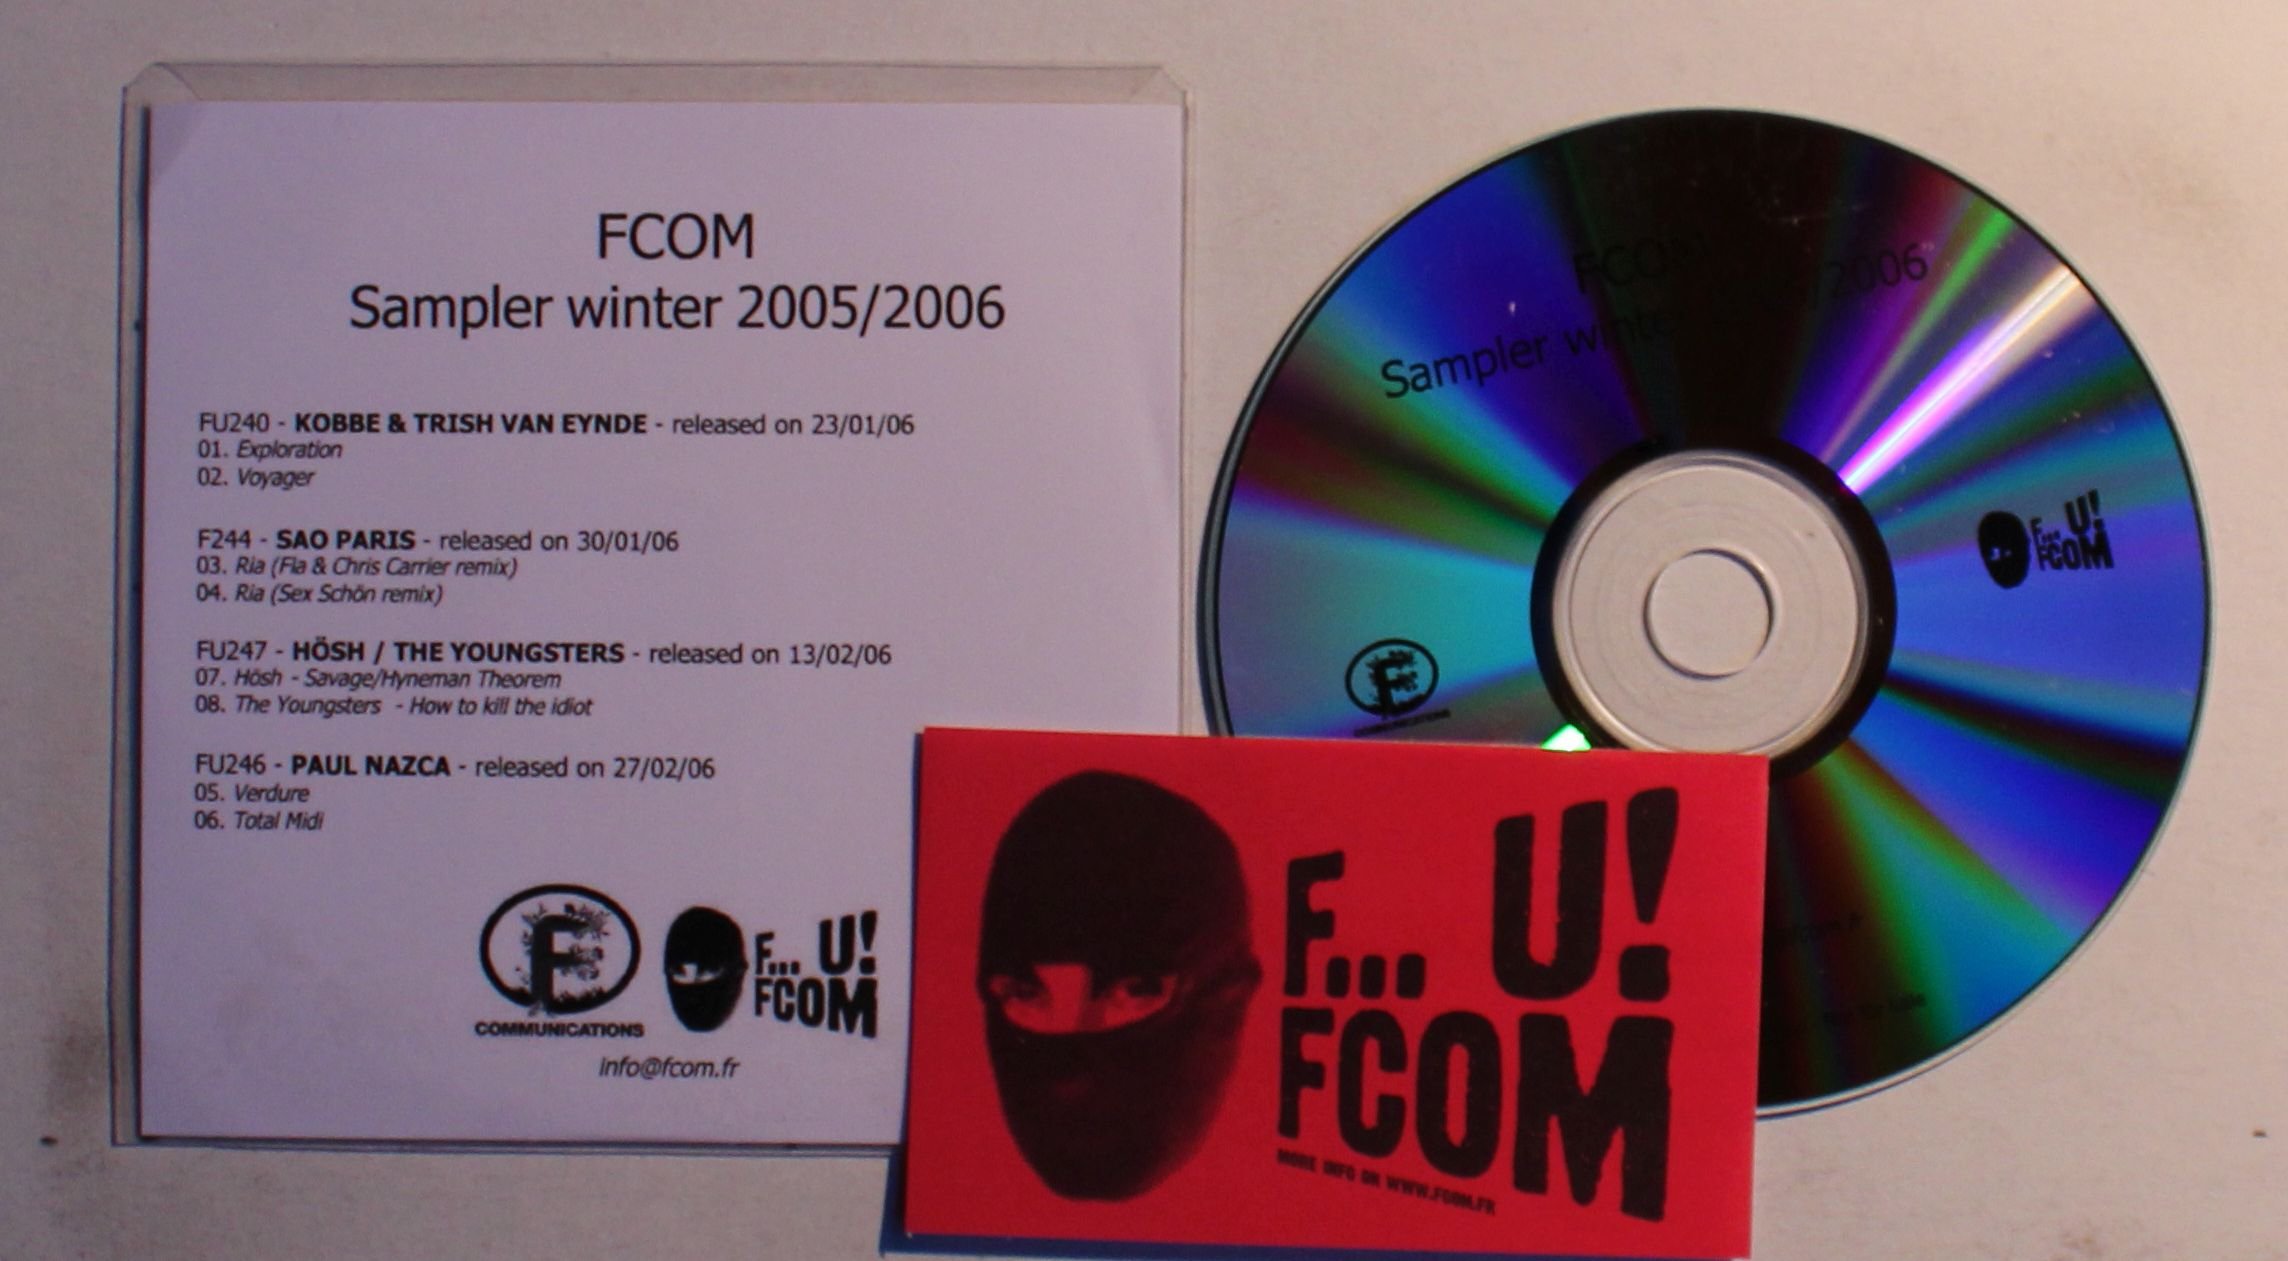 FCOM
Sampler winter 2005/2006
FU240 - KOBBE & TRISH VAN EYNDE - released on 23/01/06
01. Exploration
02. Voyager
F244 - SAO PARIS - released on 30/01/06
03. Ria (Fla & Chris Carrier remix)
04. Ria (Sex Schön remix)
FU247 - HÖSH / THE YOUNGSTERS - released on 13/02/06
07. Hösh - Savage/Hyneman Theorem
08. The Youngsters - How to kill the idiot
FU246 - PAUL NAZCA - released on 27/02/06
05. Verdure
06. Total Midi
F
COMMUNICATIONS
F... U!
FCOM
info@fcom.fr
FCOM
Sampler winter /2006
F... U!
FCOM
F
COMMUNICATIONS
F... U!
FCOM
MORE INFO ON WWW.FCOM.FR